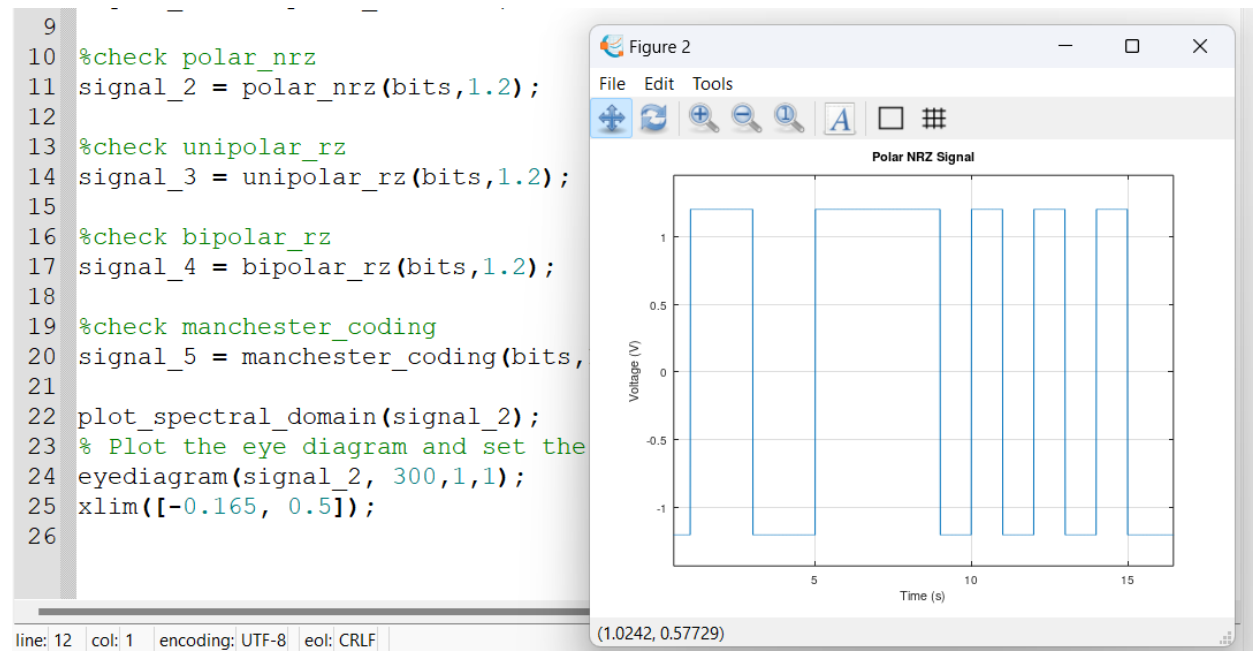 9
10 %check polar_nrz
11 signal_2 = polar_nrz(bits,1.2);
12
13 %check unipolar_rz
14 signal_3 = unipolar_rz(bits,1.2);
15
16 %check bipolar_rz
17 signal_4 = bipolar_rz(bits,1.2);
18
19 %check manchester_coding
20 signal_5 = manchester_coding(bits,
21
22 plot_spectral_domain(signal_2);
23 % Plot the eye diagram and set the
24 eyediagram(signal_2, 300,1,1);
25 xlim([-0.165, 0.5]);
26
line: 12 col: 1 encoding: UTF-8 eol: CRLF
Figure 2
File Edit Tools
A
Polar NRZ Signal
1
0.5
0
-0.5
-1
Voltage (V)
5 10 15
Time (s)
(1.0242, 0.57729)